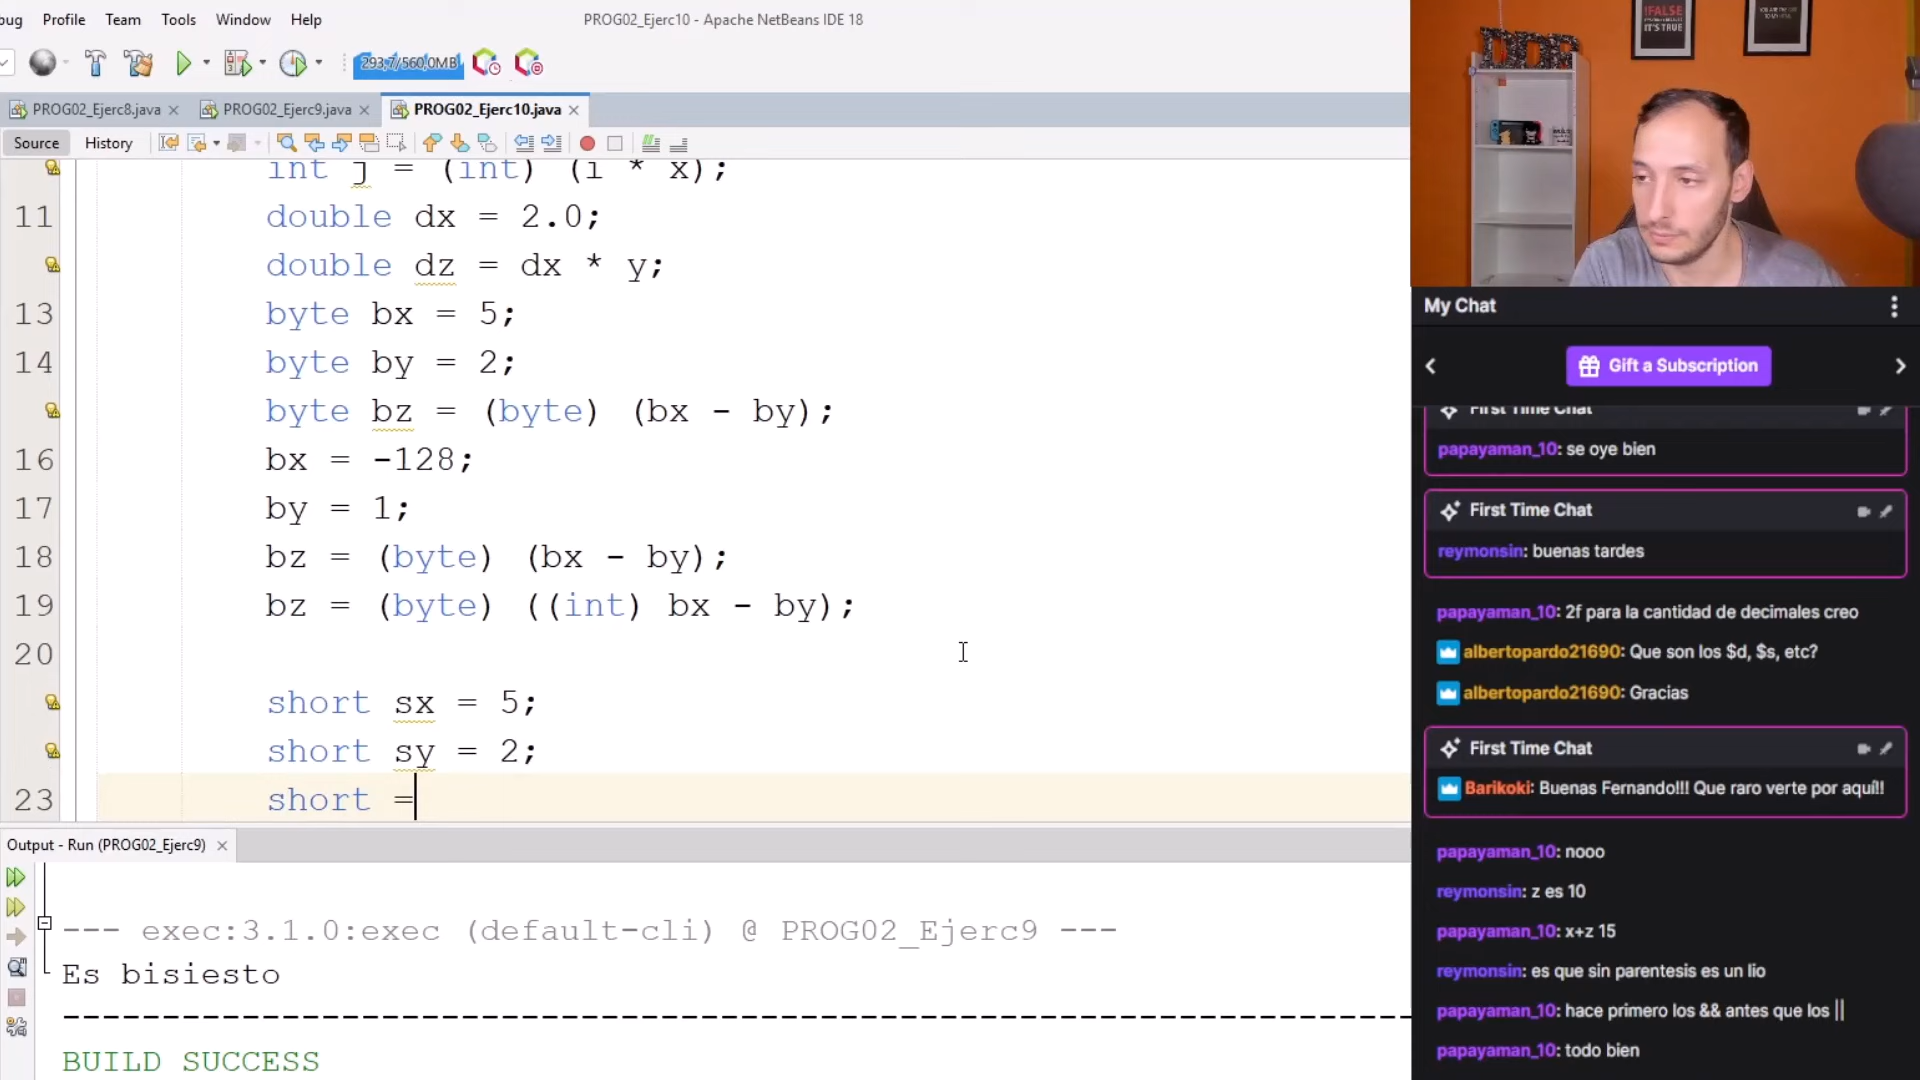 bug Profile Team Tools Window Help
PROG02_Ejerc10 - Apache NetBeans IDE 18
293,7/560,0MB
PROG02_Ejerc8.java
PROG02_Ejerc9.java
PROG02_Ejerc10.java
Source History
int j = (int) (i * x);
11 double dx = 2.0;
double dz = dx * y;
13 byte bx = 5;
14 byte by = 2;
byte bz = (byte) (bx - by);
16 bx = -128;
17 by = 1;
18 bz = (byte) (bx - by);
19 bz = (byte) ((int) bx - by);
20
short sx = 5;
short sy = 2;
23 short =
Output - Run (PROG02_Ejerc9)
--- exec:3.1.0:exec (default-cli) @ PROG02_Ejerc9 ---
Es bisiesto
------------------------------------------------------------------------
BUILD SUCCESS
!FALSE
IT'S TRUE
My Chat
Gift a Subscription
First Time Chat
papayaman_10: se oye bien
First Time Chat
reymonsin: buenas tardes
papayaman_10: 2f para la cantidad de decimales creo
albertopardo21690: Que son los $d, $s, etc?
albertopardo21690: Gracias
First Time Chat
Barikoki: Buenas Fernando!!! Que raro verte por aquí!!
papayaman_10: nooo
reymonsin: z es 10
papayaman_10: x+z 15
reymonsin: es que sin parentesis es un lio
papayaman_10: hace primero los && antes que los ||
papayaman_10: todo bien